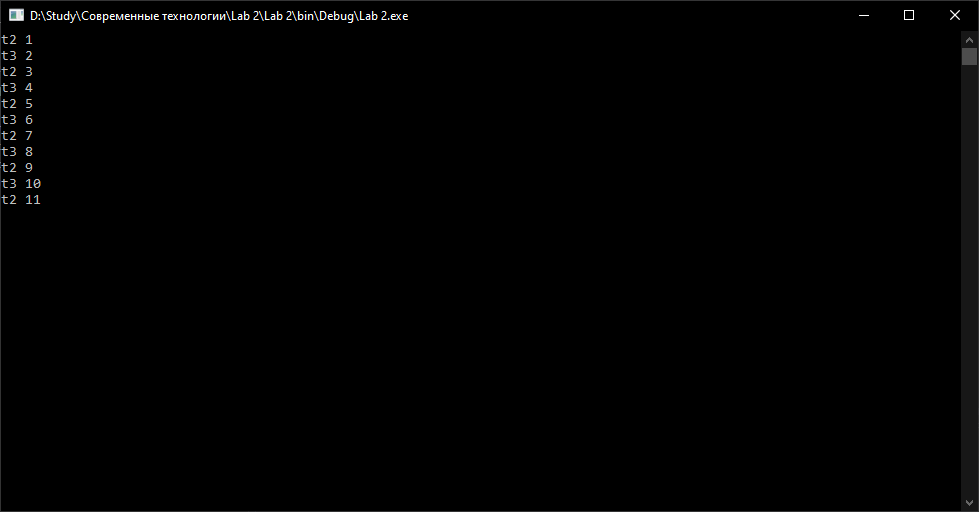 D:\Study\Современные технологии\Lab 2\Lab 2\bin\Debug\Lab 2.exe
t2 1
t3 2
t2 3
t3 4
t2 5
t3 6
t2 7
t3 8
t2 9
t3 10
t2 11